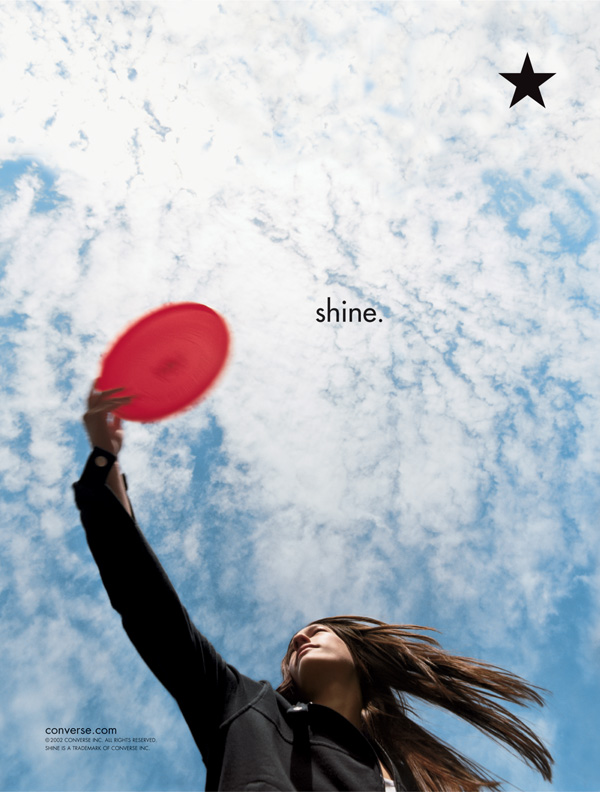 shine.
converse.com
©2002 CONVERSE INC. ALL RIGHTS RESERVED.
SHINE IS A TRADEMARK OF CONVERSE INC.